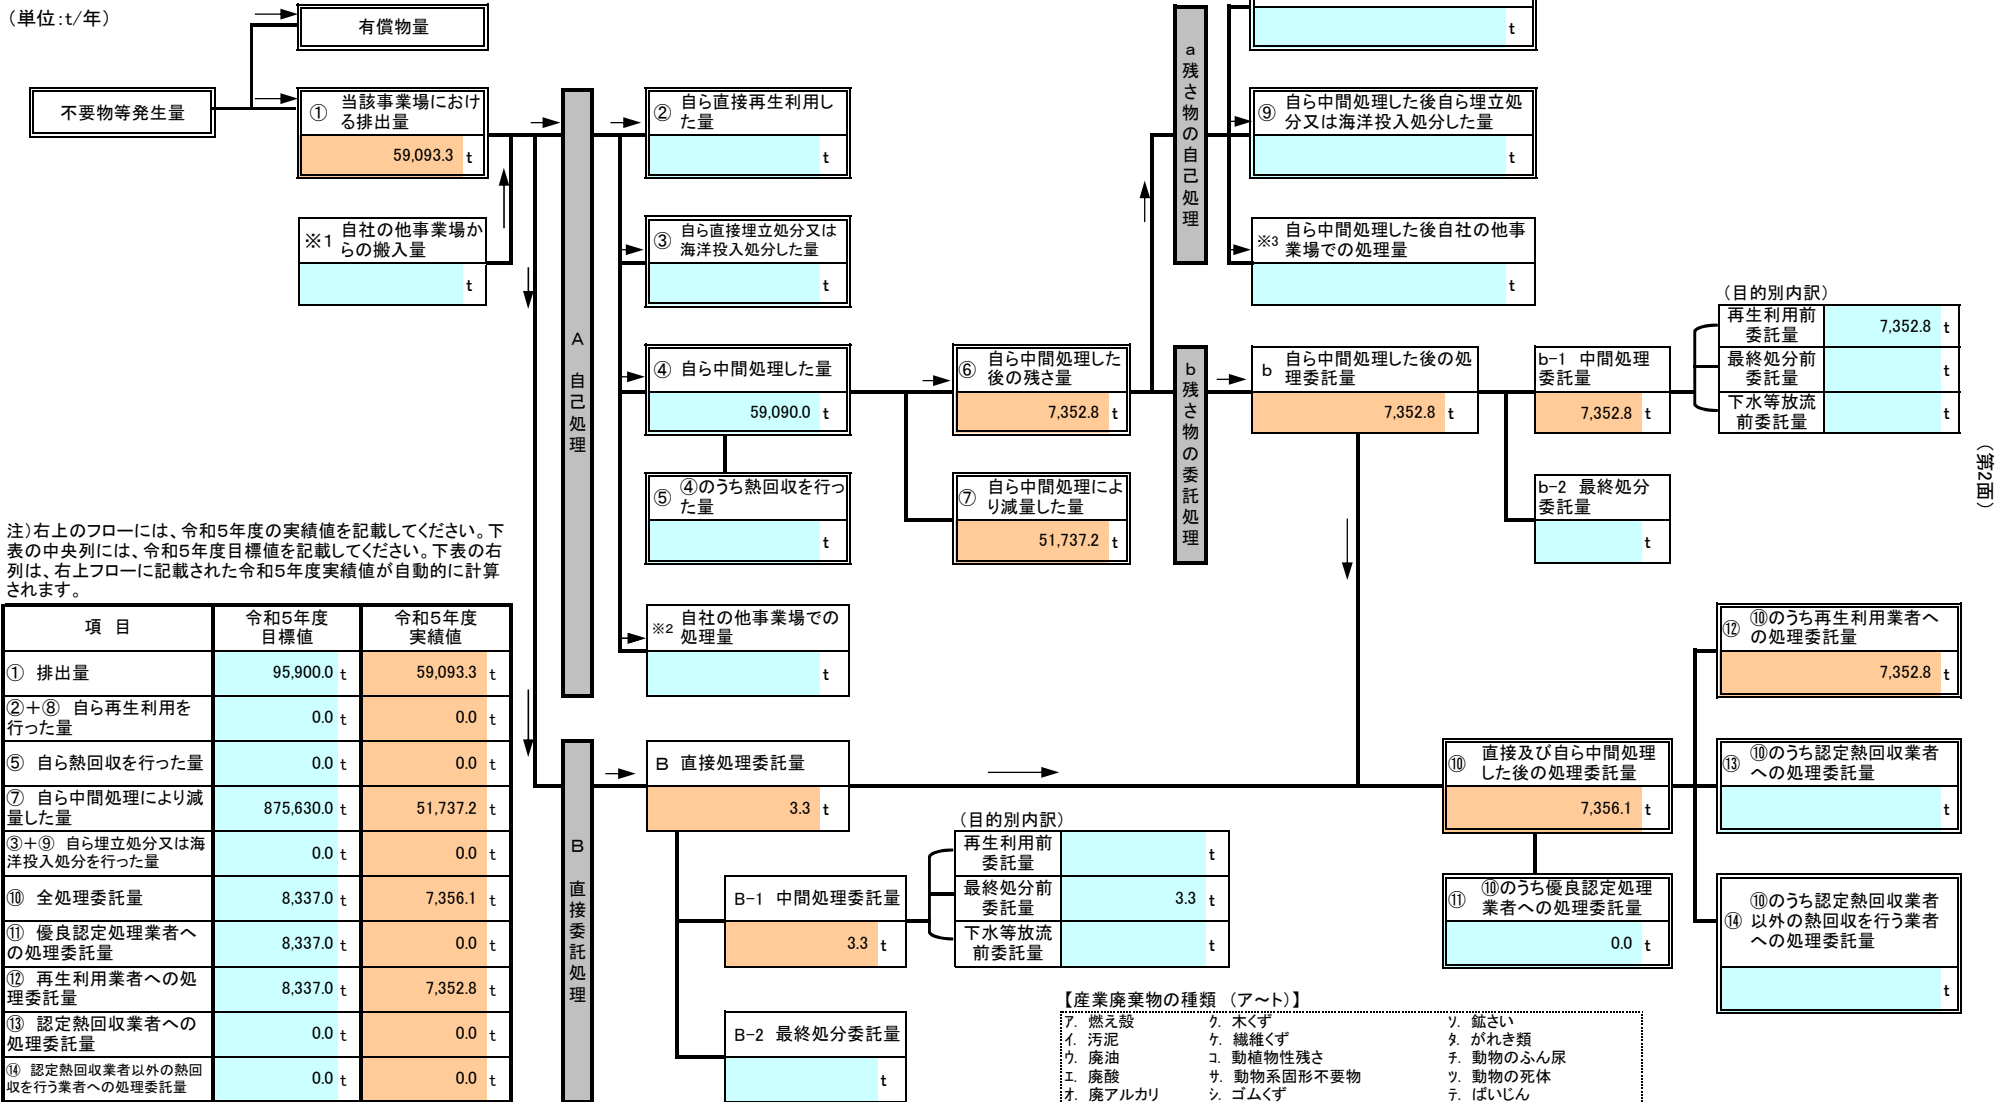 （単位：t/年）
有償物量
不要物等発生量
① 当該事業場におけ
る排出量
59,093.3 t
※1 自社の他事業場か
らの搬入量
t
A 自己処理
② 自ら直接再生利用し
た量
t
③ 自ら直接埋立処分又は
海洋投入処分した量
t
④ 自ら中間処理した量
59,090.0 t
⑤ ④のうち熱回収を行っ
た量
t
※2 自社の他事業場での
処理量
t
⑥ 自ら中間処理した
後の残さ量
7,352.8 t
⑦ 自ら中間処理によ
り減量した量
51,737.2 t
a 残さ物の自己処理
t
⑨ 自ら中間処理した後自ら埋立処
分又は海洋投入処分した量
t
※3 自ら中間処理した後自社の他事
業場での処理量
t
b 残さ物の委託処理
b 自ら中間処理した後の処
理委託量
7,352.8 t
b-1 中間処理
委託量
7,352.8 t
（目的別内訳）
再生利用前
委託量
7,352.8 t
最終処分前
委託量
t
下水等放流
前委託量
t
b-2 最終処分
委託量
t
（第2面）
注）右上のフローには、令和5年度の実績値を記載してください。下
表の中央列には、令和5年度目標値を記載してください。下表の右
列は、右上フローに記載された令和5年度実績値が自動的に計算
されます。
項 目 令和5年度 目標値 令和5年度 実績値
① 排出量 95,900.0 t 59,093.3 t
②＋⑧ 自ら再生利用を
行った量 0.0 t 0.0 t
⑤ 自ら熱回収を行った量 0.0 t 0.0 t
⑦ 自ら中間処理により減
量した量 875,630.0 t 51,737.2 t
③＋⑨ 自ら埋立処分又は海
洋投入処分を行った量 0.0 t 0.0 t
⑩ 全処理委託量 8,337.0 t 7,356.1 t
⑪ 優良認定処理業者へ
の処理委託量 8,337.0 t 0.0 t
⑫ 再生利用業者への処
理委託量 8,337.0 t 7,352.8 t
⑬ 認定熱回収業者への
処理委託量 0.0 t 0.0 t
⑭ 認定熱回収業者以外の熱回
収を行う業者への処理委託量 0.0 t 0.0 t
B 直接委託処理
B 直接処理委託量
3.3 t
B-1 中間処理委託量
3.3 t
（目的別内訳）
再生利用前
委託量
t
最終処分前
委託量
3.3 t
下水等放流
前委託量
t
B-2 最終処分委託量
t
⑩ 直接及び自ら中間処理
した後の処理委託量
7,356.1 t
⑪ ⑩のうち優良認定処理
業者への処理委託量
0.0 t
⑫ ⑩のうち再生利用業者へ
の処理委託量
7,352.8 t
⑬ ⑩のうち認定熱回収業者
への処理委託量
t
⑭ ⑩のうち認定熱回収業者
以外の熱回収を行う業者
への処理委託量
t
【産業廃棄物の種類 （ア～ト）】
ア. 燃え殻 ク. 木くず ソ. 鉱さい
イ. 汚泥 ケ. 繊維くず タ. がれき類
ウ. 廃油 コ. 動植物性残さ チ. 動物のふん尿
エ. 廃酸 サ. 動物系固形不要物 ツ. 動物の死体
オ. 廃アルカリ シ. ゴムくず テ. ばいじん